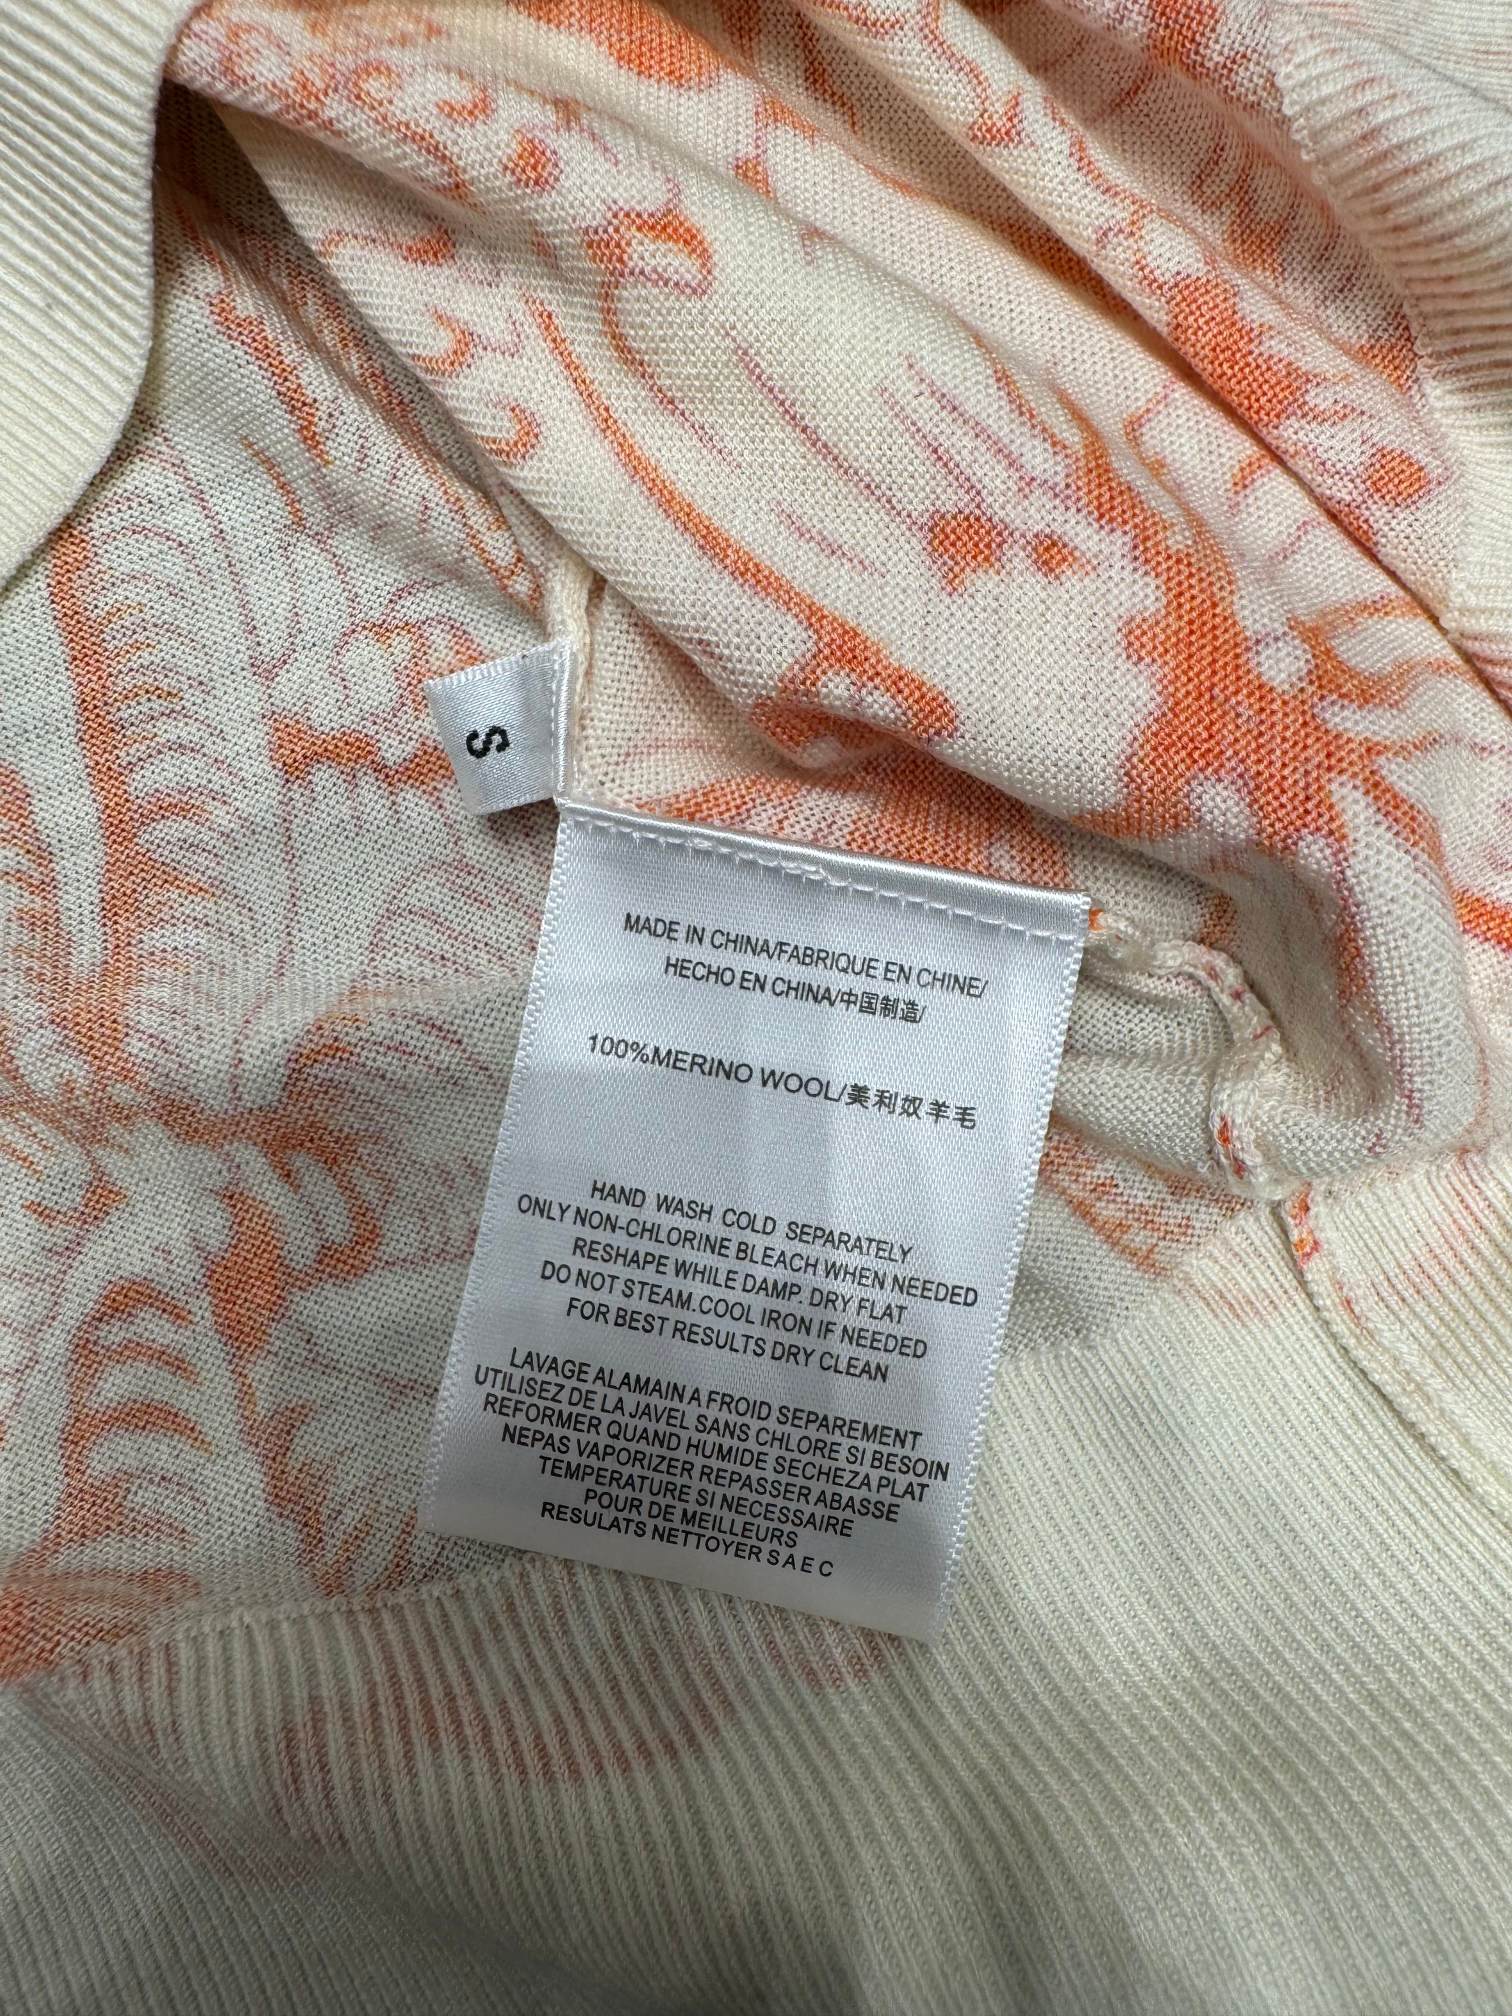 S
MADE IN CHINA/FABRIQUE EN CHINE/
HECHO EN CHINA/中国制造/
100%MERINO WOOL/美利奴羊毛
HAND WASH COLD SEPARATELY
ONLY NON-CHLORINE BLEACH WHEN NEEDED
RESHAPE WHILE DAMP. DRY FLAT
DO NOT STEAM.COOL IRON IF NEEDED
FOR BEST RESULTS DRY CLEAN
LAVAGE ALAMAIN A FROID SEPAREMENT
UTILISEZ DE LA JAVEL SANS CHLORE SI BESOIN
REFORMER QUAND HUMIDE SECHEZA PLAT
NEPAS VAPORIZER REPASSER ABASSE
TEMPERATURE SI NECESSAIRE
POUR DE MEILLEURS
RESULATS NETTOYER S A E C